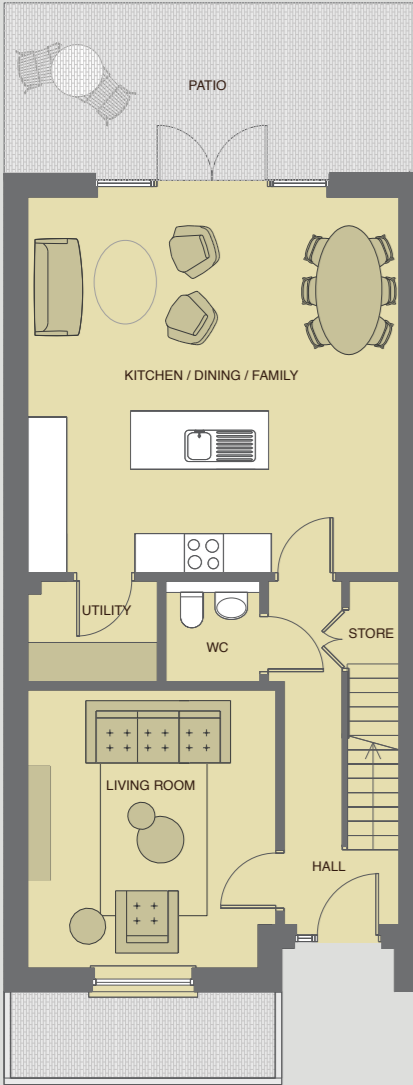 PATIO
KITCHEN / DINING / FAMILY
UTILITY
WC
STORE
LIVING ROOM
HALL